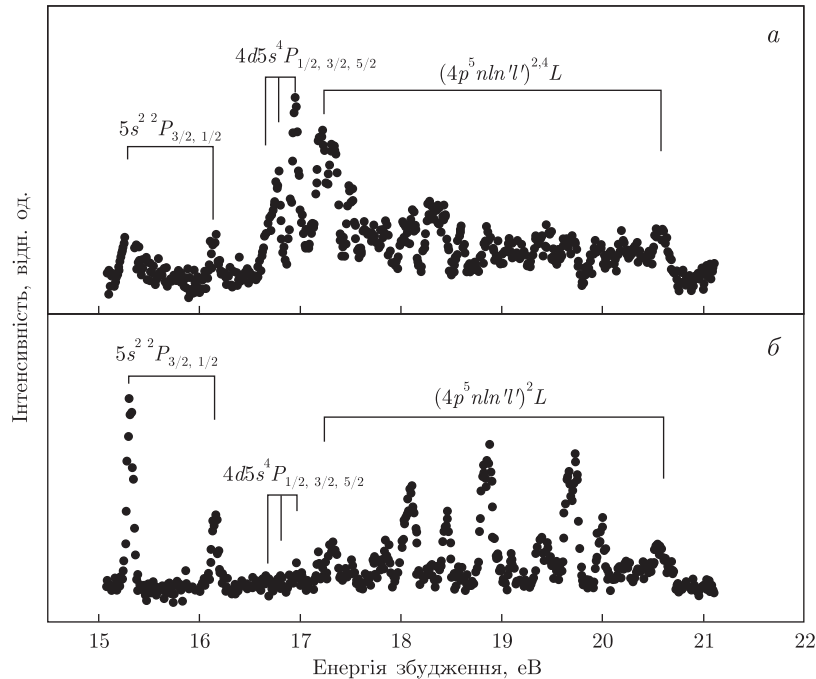 а
4d5s⁴P₁/₂, ₃/₂, ₅/₂
(4p⁵nln'l')²,⁴L
5s² ²P₃/₂, ₁/₂
Інтенсивність, відн. од.
б
5s² ²P₃/₂, ₁/₂
(4p⁵nln'l')²L
4d5s⁴P₁/₂, ₃/₂, ₅/₂
15 16 17 18 19 20 21 22
Енергія збудження, еВ